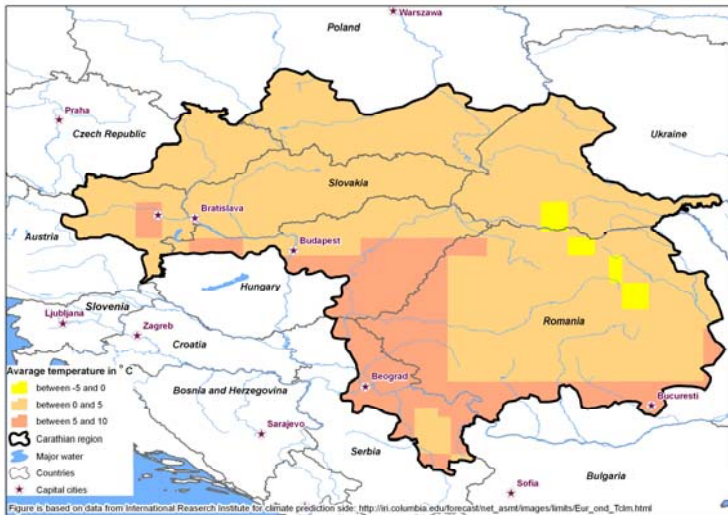 Warszawa
Poland
Praha
Czech Republic
Ukraine
Slovakia
Bratislava
Austria
Budapest
Hungary
Slovenia
Ljubljana
Zagreb
Romania
Croatia
Avarage temperature in °C
between -5 and 0
between 0 and 5
between 5 and 10
Carathian region
Major water
Countries
Capital cities
Beograd
Bosnia and Herzegovina
Bucuresti
Sarajevo
Serbia
Bulgaria
Sofia
Figure is based on data from International Reaserch Institute for climate prediction side: http://iri.columbia.edu/forecast/net_asmt/images/limits/Eur_ond_Tclm.html